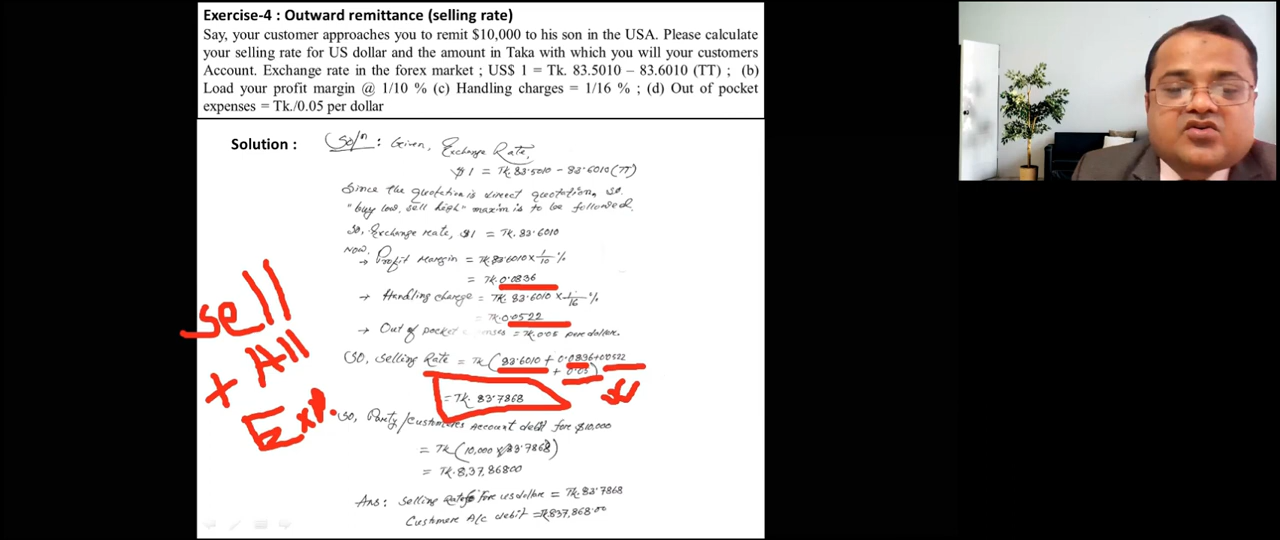 Exercise-4 : Outward remittance (selling rate)
Say, your customer approaches you to remit $10,000 to his son in the USA. Please calculate
your selling rate for US dollar and the amount in Taka with which you will your customers
Account. Exchange rate in the forex market ; US$ 1 = Tk. 83.5010 – 83.6010 (TT) ; (b)
Load your profit margin @ 1/10 % (c) Handling charges = 1/16 % ; (d) Out of pocket
expenses = Tk./0.05 per dollar
Solution : Soln : Given, Exchange Rate,
$1 = Tk. 83.5010 - 83.6010 (TT)
Since the quotation is direct quotation, so
"buy low, sell high" maxim is to be followed.
So, Exchange rate, $1 = TK. 83.6010
NOW,
→ Profit Margin = TK 83.6010 x 1/10 %
= TK. 0.0836
→ Handling charge = TK. 83.6010 x 1/16 %
= TK. 0.0522
→ Out of pocket = TK. 0.05 per dollar.
So, Selling Rate = TK (83.6010 + 0.0836 + 0.0522
+ 0.05)
= TK. 83.7868
So, Party/Customers Account debit for $10,000
= TK (10,000 x 83.7868)
= TK. 8,37,86800
Ans : Selling Rate for us dollar = TK. 83.7868
Customer A/c debit = TK 837,868.00
sell
+ All
Exp.